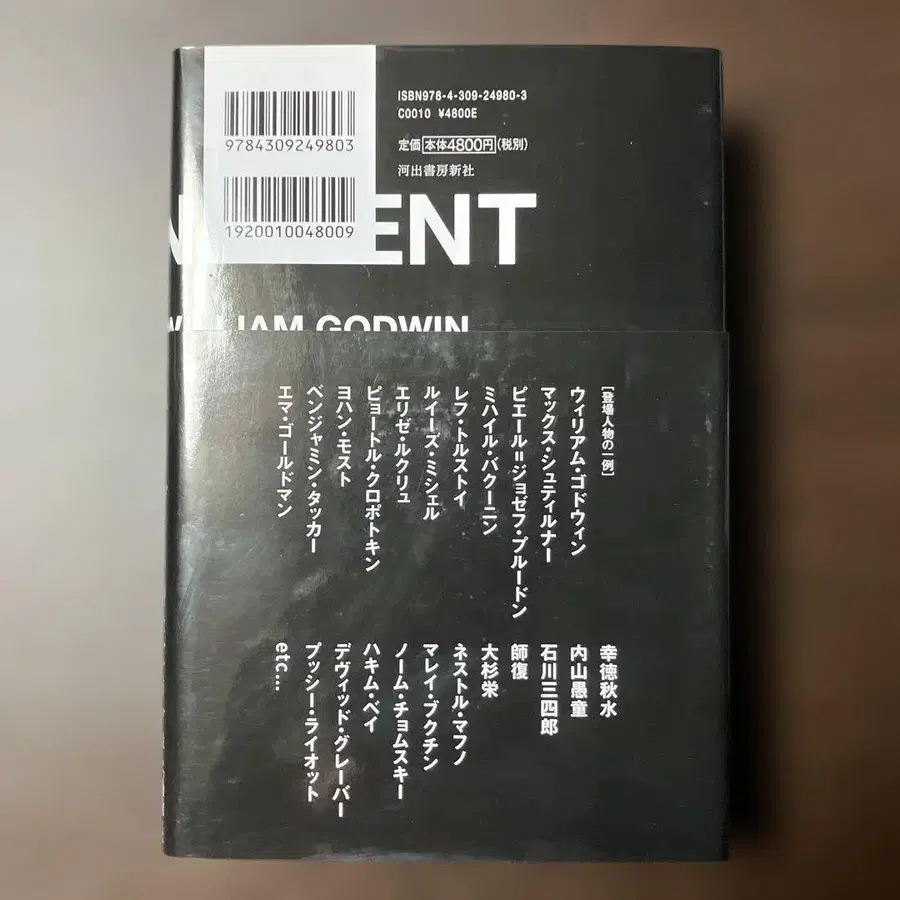 ISBN978-4-309-24980-3
C0010 ¥4800E
定価 本体4800円(税別)
河出書房新社
9784309249803
1920010048009
ENT
GODWIN
[登場人物の一例]
ウィリアム・ゴドウィン
マックス・シュティルナー
ピエール=ジョゼフ・プルードン
ミハイル・バクーニン
レフ・トルストイ
ルイーズ・ミシェル
エリゼ・ルクリュ
ピョートル・クロポトキン
ヨハン・モスト
ベンジャミン・タッカー
エマ・ゴールドマン
幸徳秋水
内山愚童
石川三四郎
師復
大杉栄
ネストル・マフノ
マレイ・ブクチン
ノーム・チョムスキー
ハキム・ベイ
デヴィッド・グレーバー
プッシー・ライオット
etc...